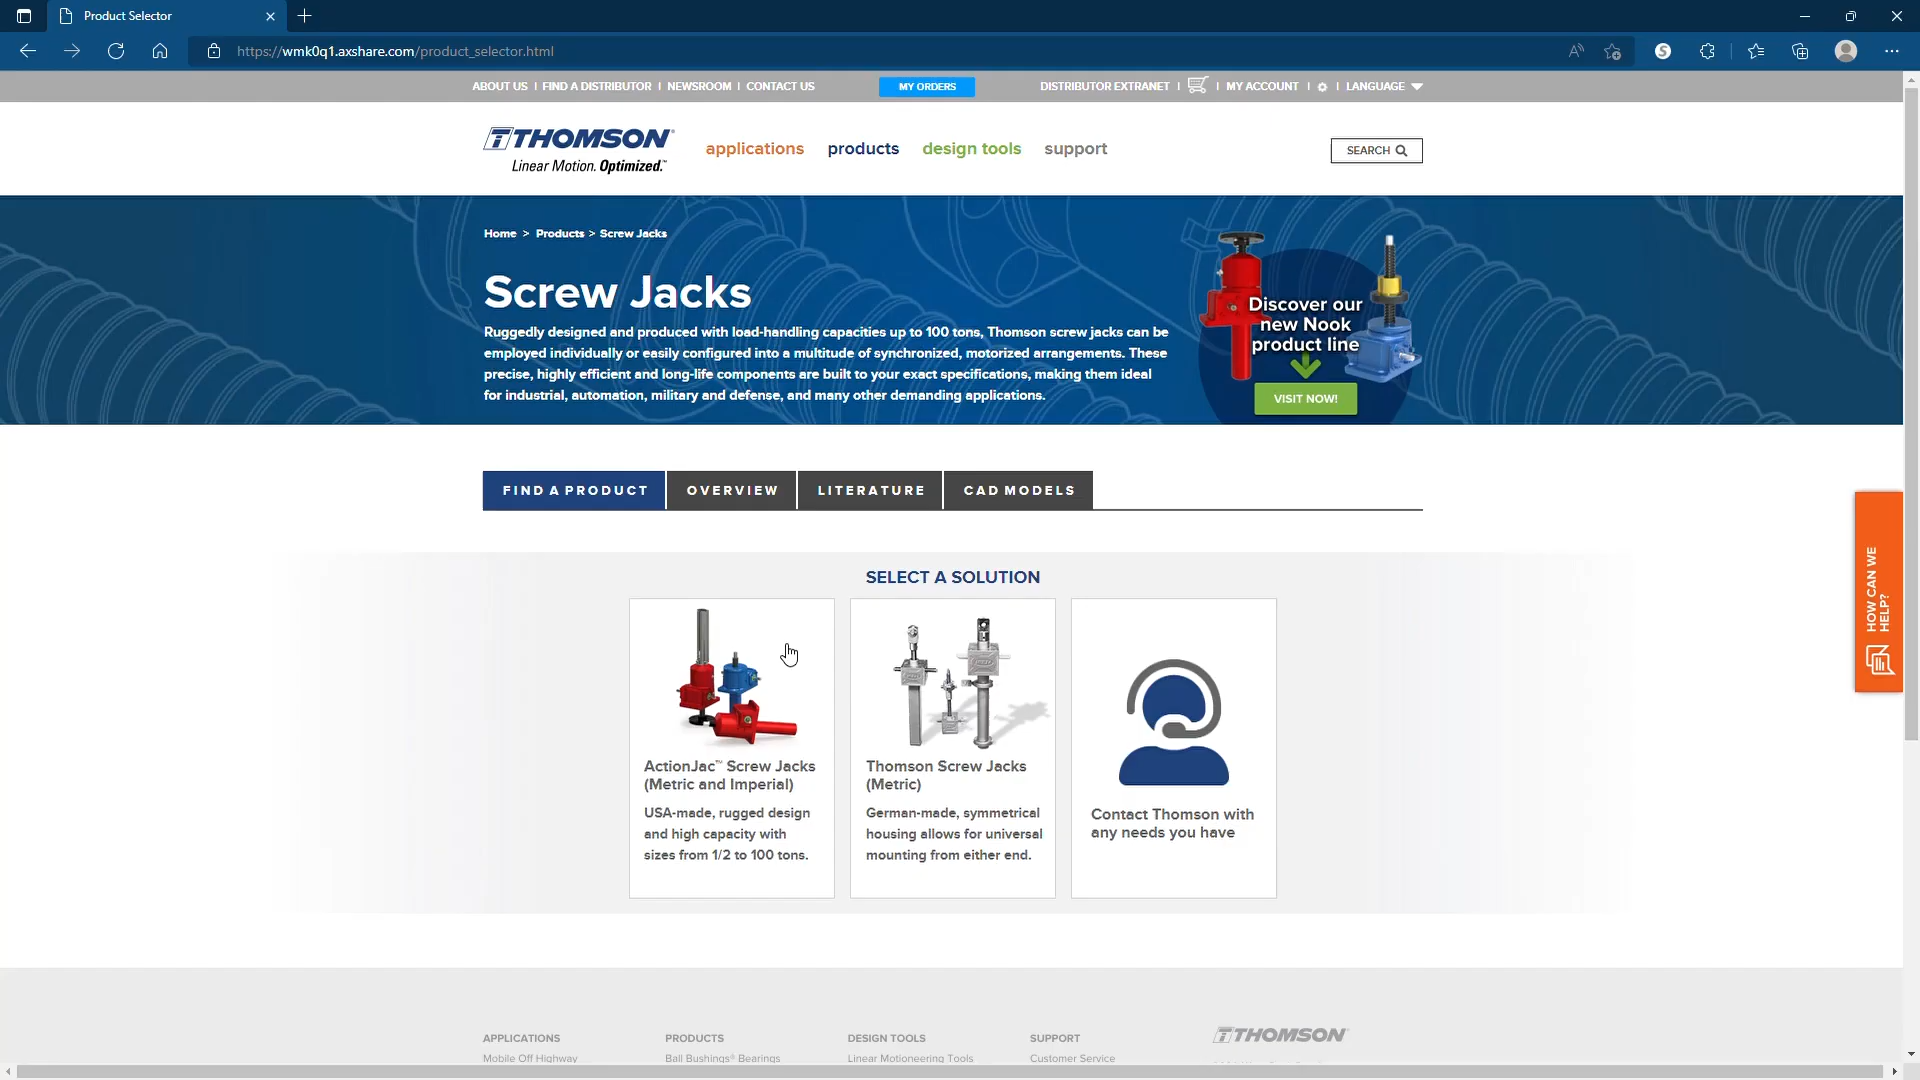 Product Selector
https://wmk0q1.axshare.com/product_selector.html
ABOUT US | FIND A DISTRIBUTOR | NEWSROOM | CONTACT US
MY ORDERS
DISTRIBUTOR EXTRANET | | MY ACCOUNT | | LANGUAGE
THOMSON
Linear Motion. Optimized.™
applications products design tools support
SEARCH
Home > Products > Screw Jacks
Screw Jacks
Ruggedly designed and produced with load-handling capacities up to 100 tons, Thomson screw jacks can be
employed individually or easily configured into a multitude of synchronized, motorized arrangements. These
precise, highly efficient and long-life components are built to your exact specifications, making them ideal
for industrial, automation, military and defense, and many other demanding applications.
Discover our
new Nook
product line
VISIT NOW!
FIND A PRODUCT OVERVIEW LITERATURE CAD MODELS
HOW CAN WE
HELP?
SELECT A SOLUTION
ActionJac™ Screw Jacks
(Metric and Imperial)
USA-made, rugged design
and high capacity with
sizes from 1/2 to 100 tons.
Thomson Screw Jacks
(Metric)
German-made, symmetrical
housing allows for universal
mounting from either end.
Contact Thomson with
any needs you have
APPLICATIONS PRODUCTS DESIGN TOOLS SUPPORT
THOMSON
Mobile Off Highway Ball Bushings® Bearings Linear Motioneering Tools Customer Service